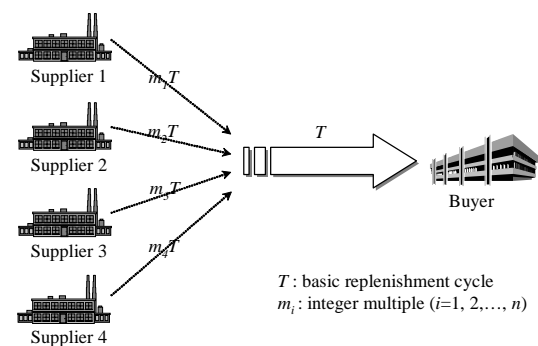 Supplier 1
m₁T
Supplier 2
m₂T
Supplier 3
m₃T
Supplier 4
m₄T
T
Buyer
T : basic replenishment cycle
mᵢ : integer multiple (i=1, 2,…, n)